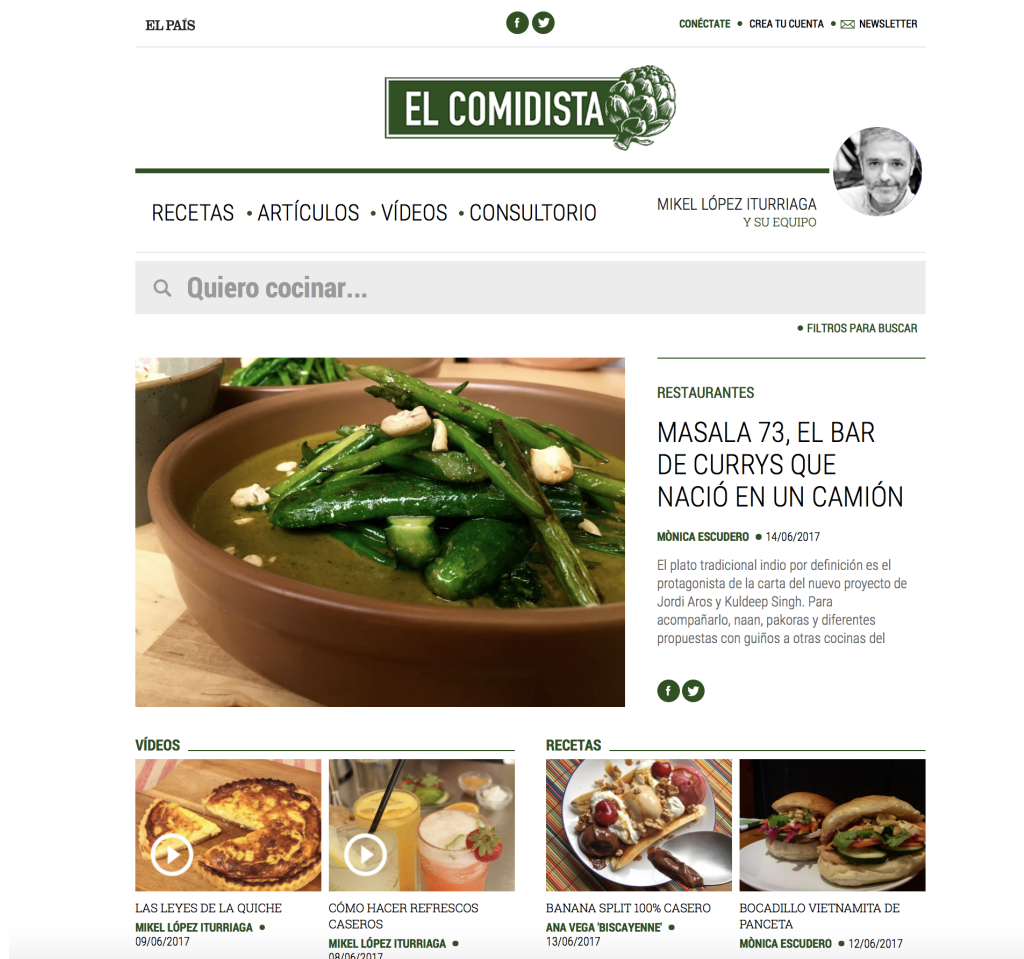 EL PAÍS
CONÉCTATE • CREA TU CUENTA • NEWSLETTER
EL COMIDISTA
RECETAS • ARTÍCULOS • VÍDEOS • CONSULTORIO
MIKEL LÓPEZ ITURRIAGA
Y SU EQUIPO
Quiero cocinar...
• FILTROS PARA BUSCAR
RESTAURANTES
MASALA 73, EL BAR
DE CURRYS QUE
NACIÓ EN UN CAMIÓN
MÒNICA ESCUDERO • 14/06/2017
El plato tradicional indio por definición es el
protagonista de la carta del nuevo proyecto de
Jordi Aros y Kuldeep Singh. Para
acompañarlo, naan, pakoras y diferentes
propuestas con guiños a otras cocinas del
VÍDEOS
LAS LEYES DE LA QUICHE
MIKEL LÓPEZ ITURRIAGA •
09/06/2017
CÓMO HACER REFRESCOS
CASEROS
MIKEL LÓPEZ ITURRIAGA •
08/06/2017
RECETAS
BANANA SPLIT 100% CASERO
ANA VEGA 'BISCAYENNE' •
13/06/2017
BOCADILLO VIETNAMITA DE
PANCETA
MÒNICA ESCUDERO • 12/06/2017